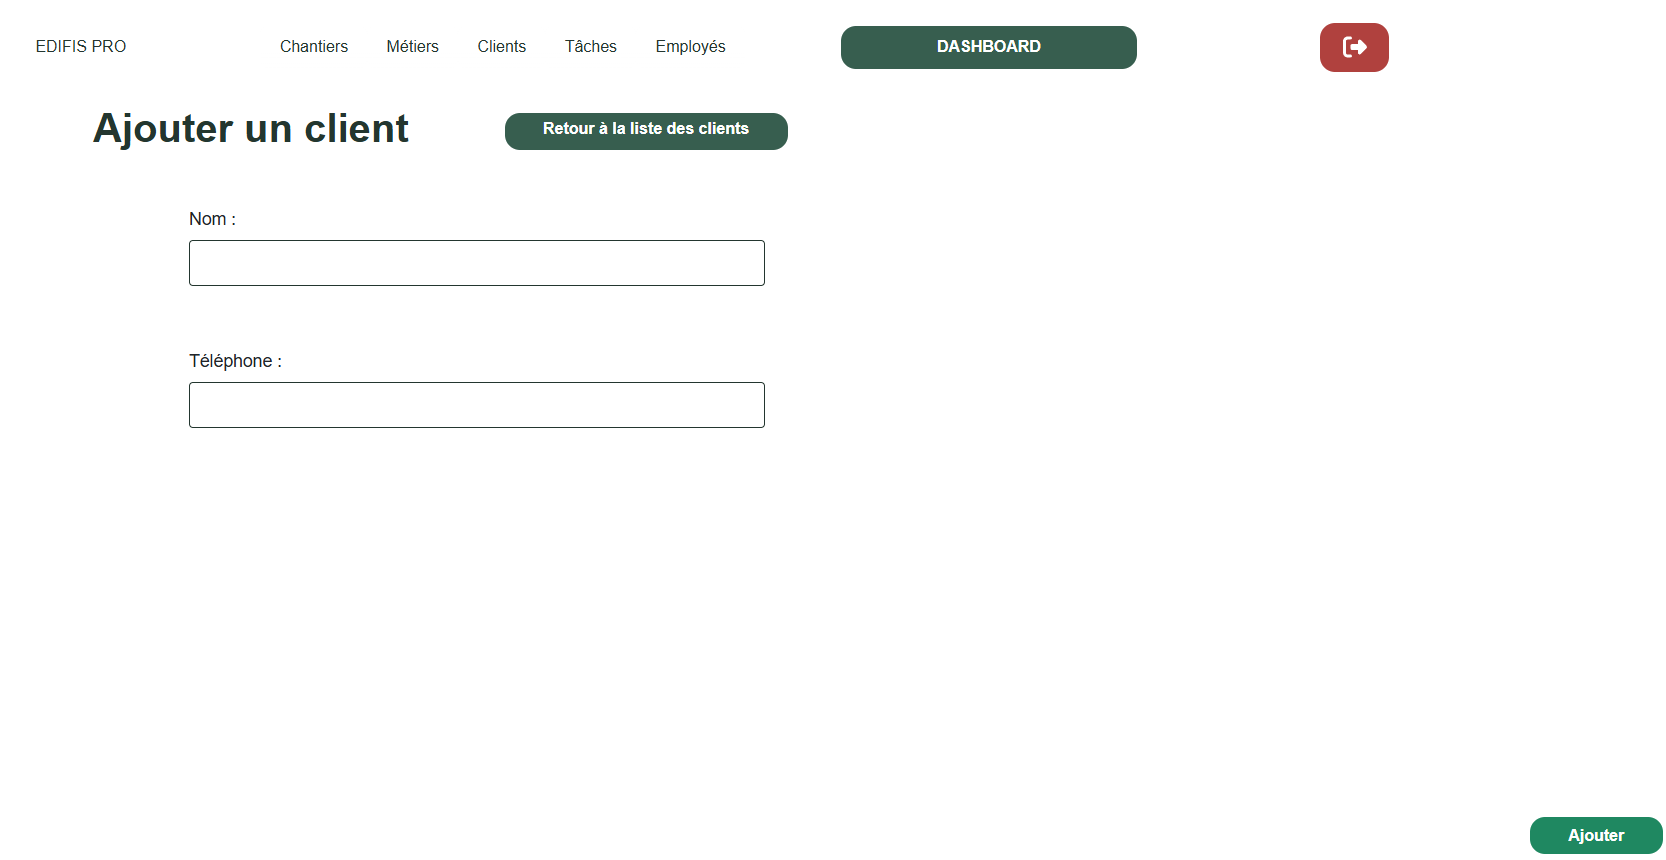 EDIFIS PRO
Chantiers Métiers Clients Tâches Employés
DASHBOARD
Ajouter un client
Retour à la liste des clients
Nom :
Téléphone :
Ajouter